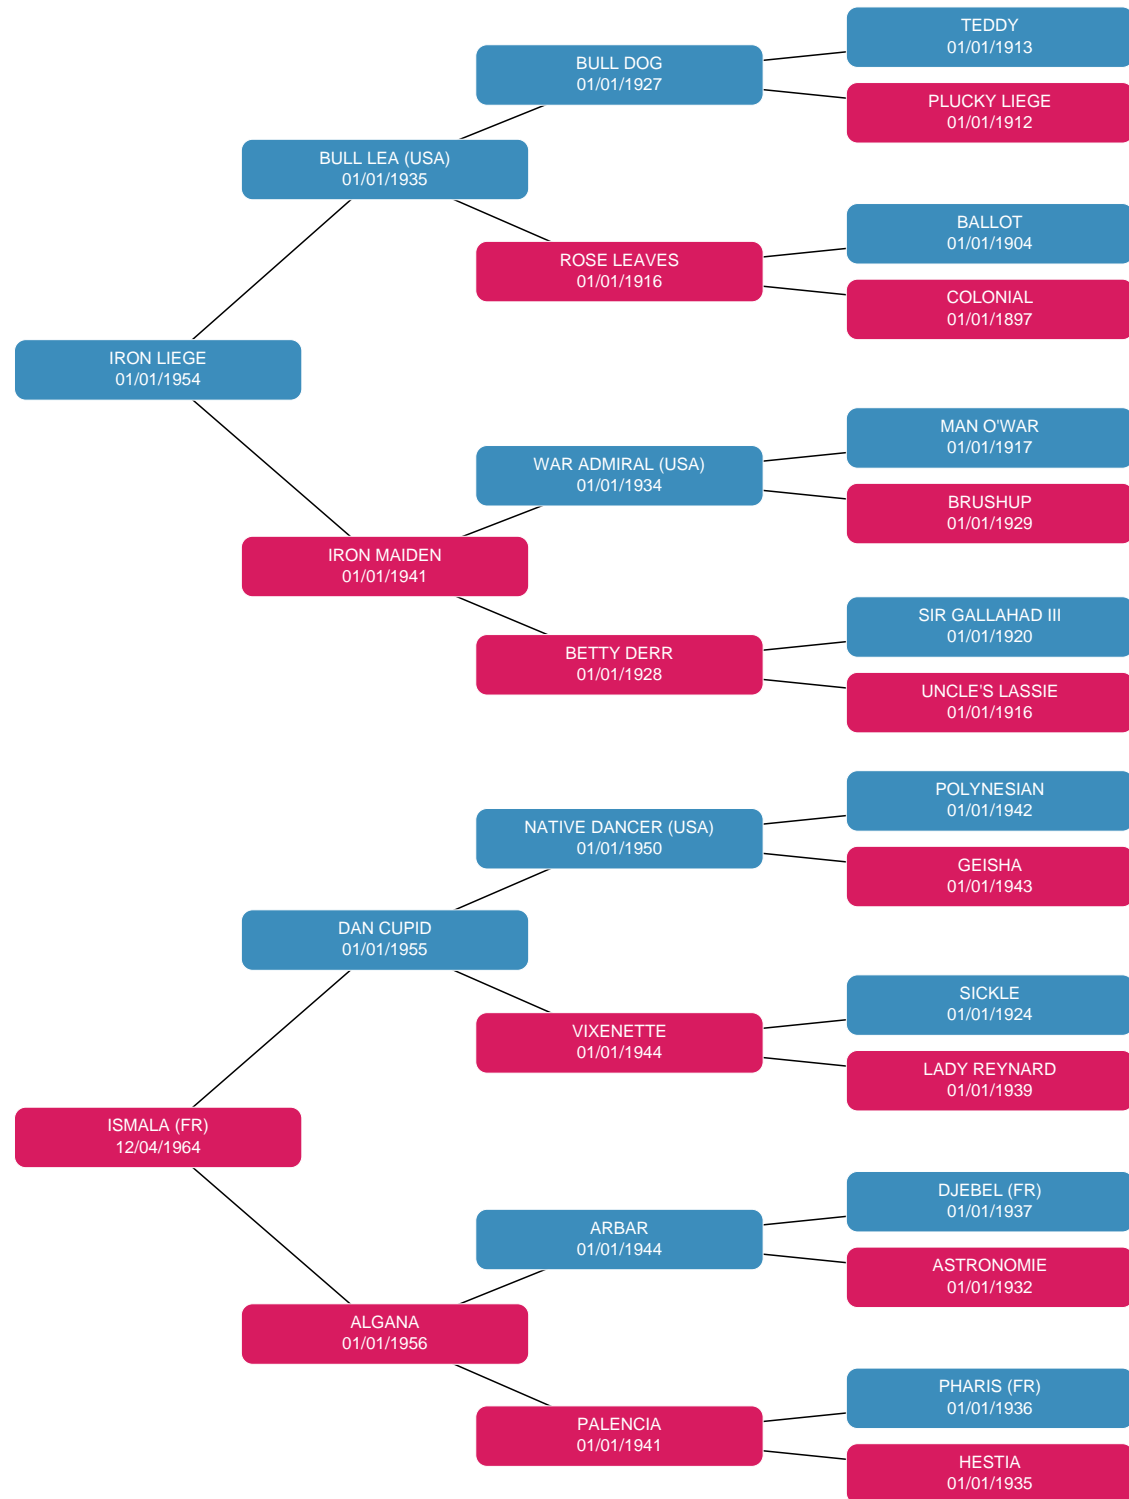 TEDDY
01/01/1913
BULL DOG
01/01/1927
PLUCKY LIEGE
01/01/1912
BULL LEA (USA)
01/01/1935
BALLOT
01/01/1904
ROSE LEAVES
01/01/1916
COLONIAL
01/01/1897
IRON LIEGE
01/01/1954
MAN O'WAR
01/01/1917
WAR ADMIRAL (USA)
01/01/1934
BRUSHUP
01/01/1929
IRON MAIDEN
01/01/1941
SIR GALLAHAD III
01/01/1920
BETTY DERR
01/01/1928
UNCLE'S LASSIE
01/01/1916
POLYNESIAN
01/01/1942
NATIVE DANCER (USA)
01/01/1950
GEISHA
01/01/1943
DAN CUPID
01/01/1955
SICKLE
01/01/1924
VIXENETTE
01/01/1944
LADY REYNARD
01/01/1939
ISMALA (FR)
12/04/1964
DJEBEL (FR)
01/01/1937
ARBAR
01/01/1944
ASTRONOMIE
01/01/1932
ALGANA
01/01/1956
PHARIS (FR)
01/01/1936
PALENCIA
01/01/1941
HESTIA
01/01/1935